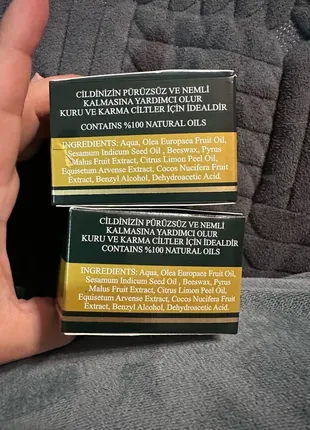 CİLDİNİZİN PÜRÜZSÜZ VE NEMLİ
KALMASINA YARDIMCI OLUR
KURU VE KARMA CİLTLER İÇİN İDEALDİR
CONTAINS %100 NATURAL OILS
INGREDIENTS: Aqua, Olea Europaea Fruit Oil,
Sesamum Indicum Seed Oil , Beeswax, Pyrus
Malus Fruit Extract, Citrus Limon Peel Oil,
Equisetum Arvense Extract, Cocos Nucifera Fruit
Extract, Benzyl Alcohol, Dehydroacetic Acid.
CİLDİNİZİN PÜRÜZSÜZ VE NEMLİ
KALMASINA YARDIMCI OLUR
KURU VE KARMA CİLTLER İÇİN İDEALDİR
CONTAINS %100 NATURAL OILS
INGREDIENTS: Aqua, Olea Europaea Fruit Oil,
Sesamum Indicum Seed Oil , Beeswax, Pyrus
Malus Fruit Extract, Citrus Limon Peel Oil,
Equisetum Arvense Extract, Cocos Nucifera Fruit
Extract, Benzyl Alcohol, Dehydroacetic Acid.